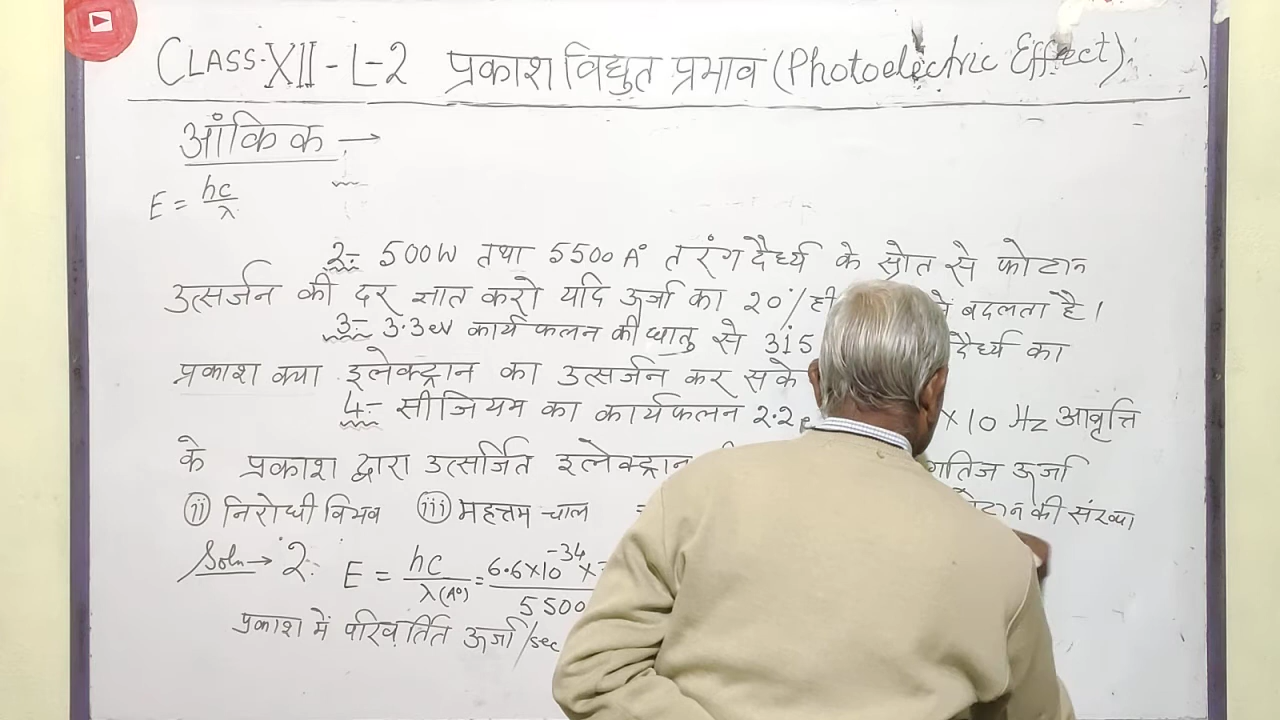 CLASS-XII-L-2 प्रकाश विद्युत प्रभाव (Photoelectric Effect)
आंकिक →
E = hc/λ
2:- 500W तथा 5500 A° तरंगदैर्ध्य के स्रोत से फोटान
उत्सर्जन की दर ज्ञात करो यदि ऊर्जा का 20% ही बदलता है।
3:- 3.3eV कार्य फलन की धातु से 315 दैर्ध्य का
प्रकाश क्या इलेक्ट्रान का उत्सर्जन कर सके
4:- सीजियम का कार्यफलन 2.2 ×10 Hz आवृत्ति
के प्रकाश द्वारा उत्सर्जित इलेक्ट्रान गतिज ऊर्जा
(ii) निरोधी विभव (iii) महत्तम चाल की संख्या
Soln → 2:- E = hc/λ(A°) = 6.6×10^-34 ×/5500
प्रकाश में परिवर्तित ऊर्जा/sec